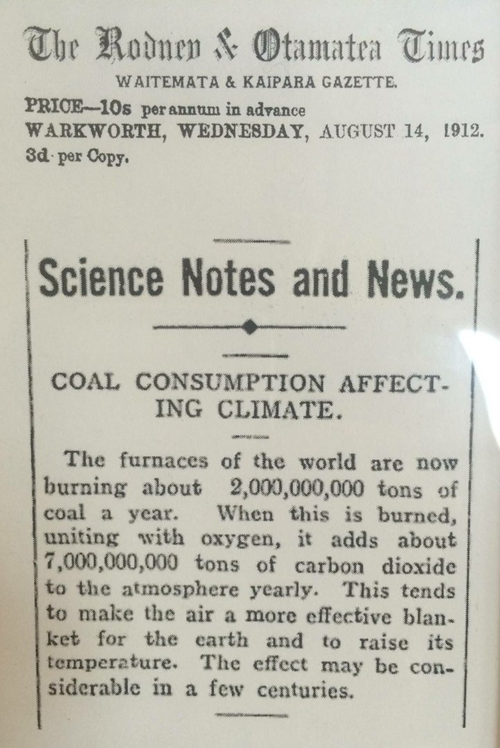 The Rodney & Otamatea Times
WAITEMATA & KAIPARA GAZETTE.
PRICE—10s per annum in advance
WARKWORTH, WEDNESDAY, AUGUST 14, 1912.
3d per Copy.
Science Notes and News.
COAL CONSUMPTION AFFECT-
ING CLIMATE.
The furnaces of the world are now
burning about 2,000,000,000 tons of
coal a year. When this is burned,
uniting with oxygen, it adds about
7,000,000,000 tons of carbon dioxide
to the atmosphere yearly. This tends
to make the air a more effective blan-
ket for the earth and to raise its
temperature. The effect may be con-
siderable in a few centuries.